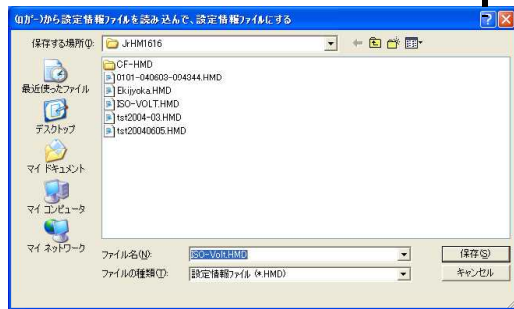 (ﾛｶﾞｰ)から設定情報ﾌｧｲﾙを読み込んで、設定情報ﾌｧｲﾙにする
保存する場所(I):
JrHM1616
最近使ったファイル
デスクトップ
マイ ドキュメント
マイ コンピュータ
マイ ネットワーク
CF-HMD
0101-040603-094344.HMD
Ekijyoka.HMD
ISO-VOLT.HMD
tst2004-03.HMD
tst20040605.HMD
ファイル名(N):
ISO-Volt.HMD
保存(S)
ファイルの種類(T):
設定情報ﾌｧｲﾙ (*.HMD)
キャンセル